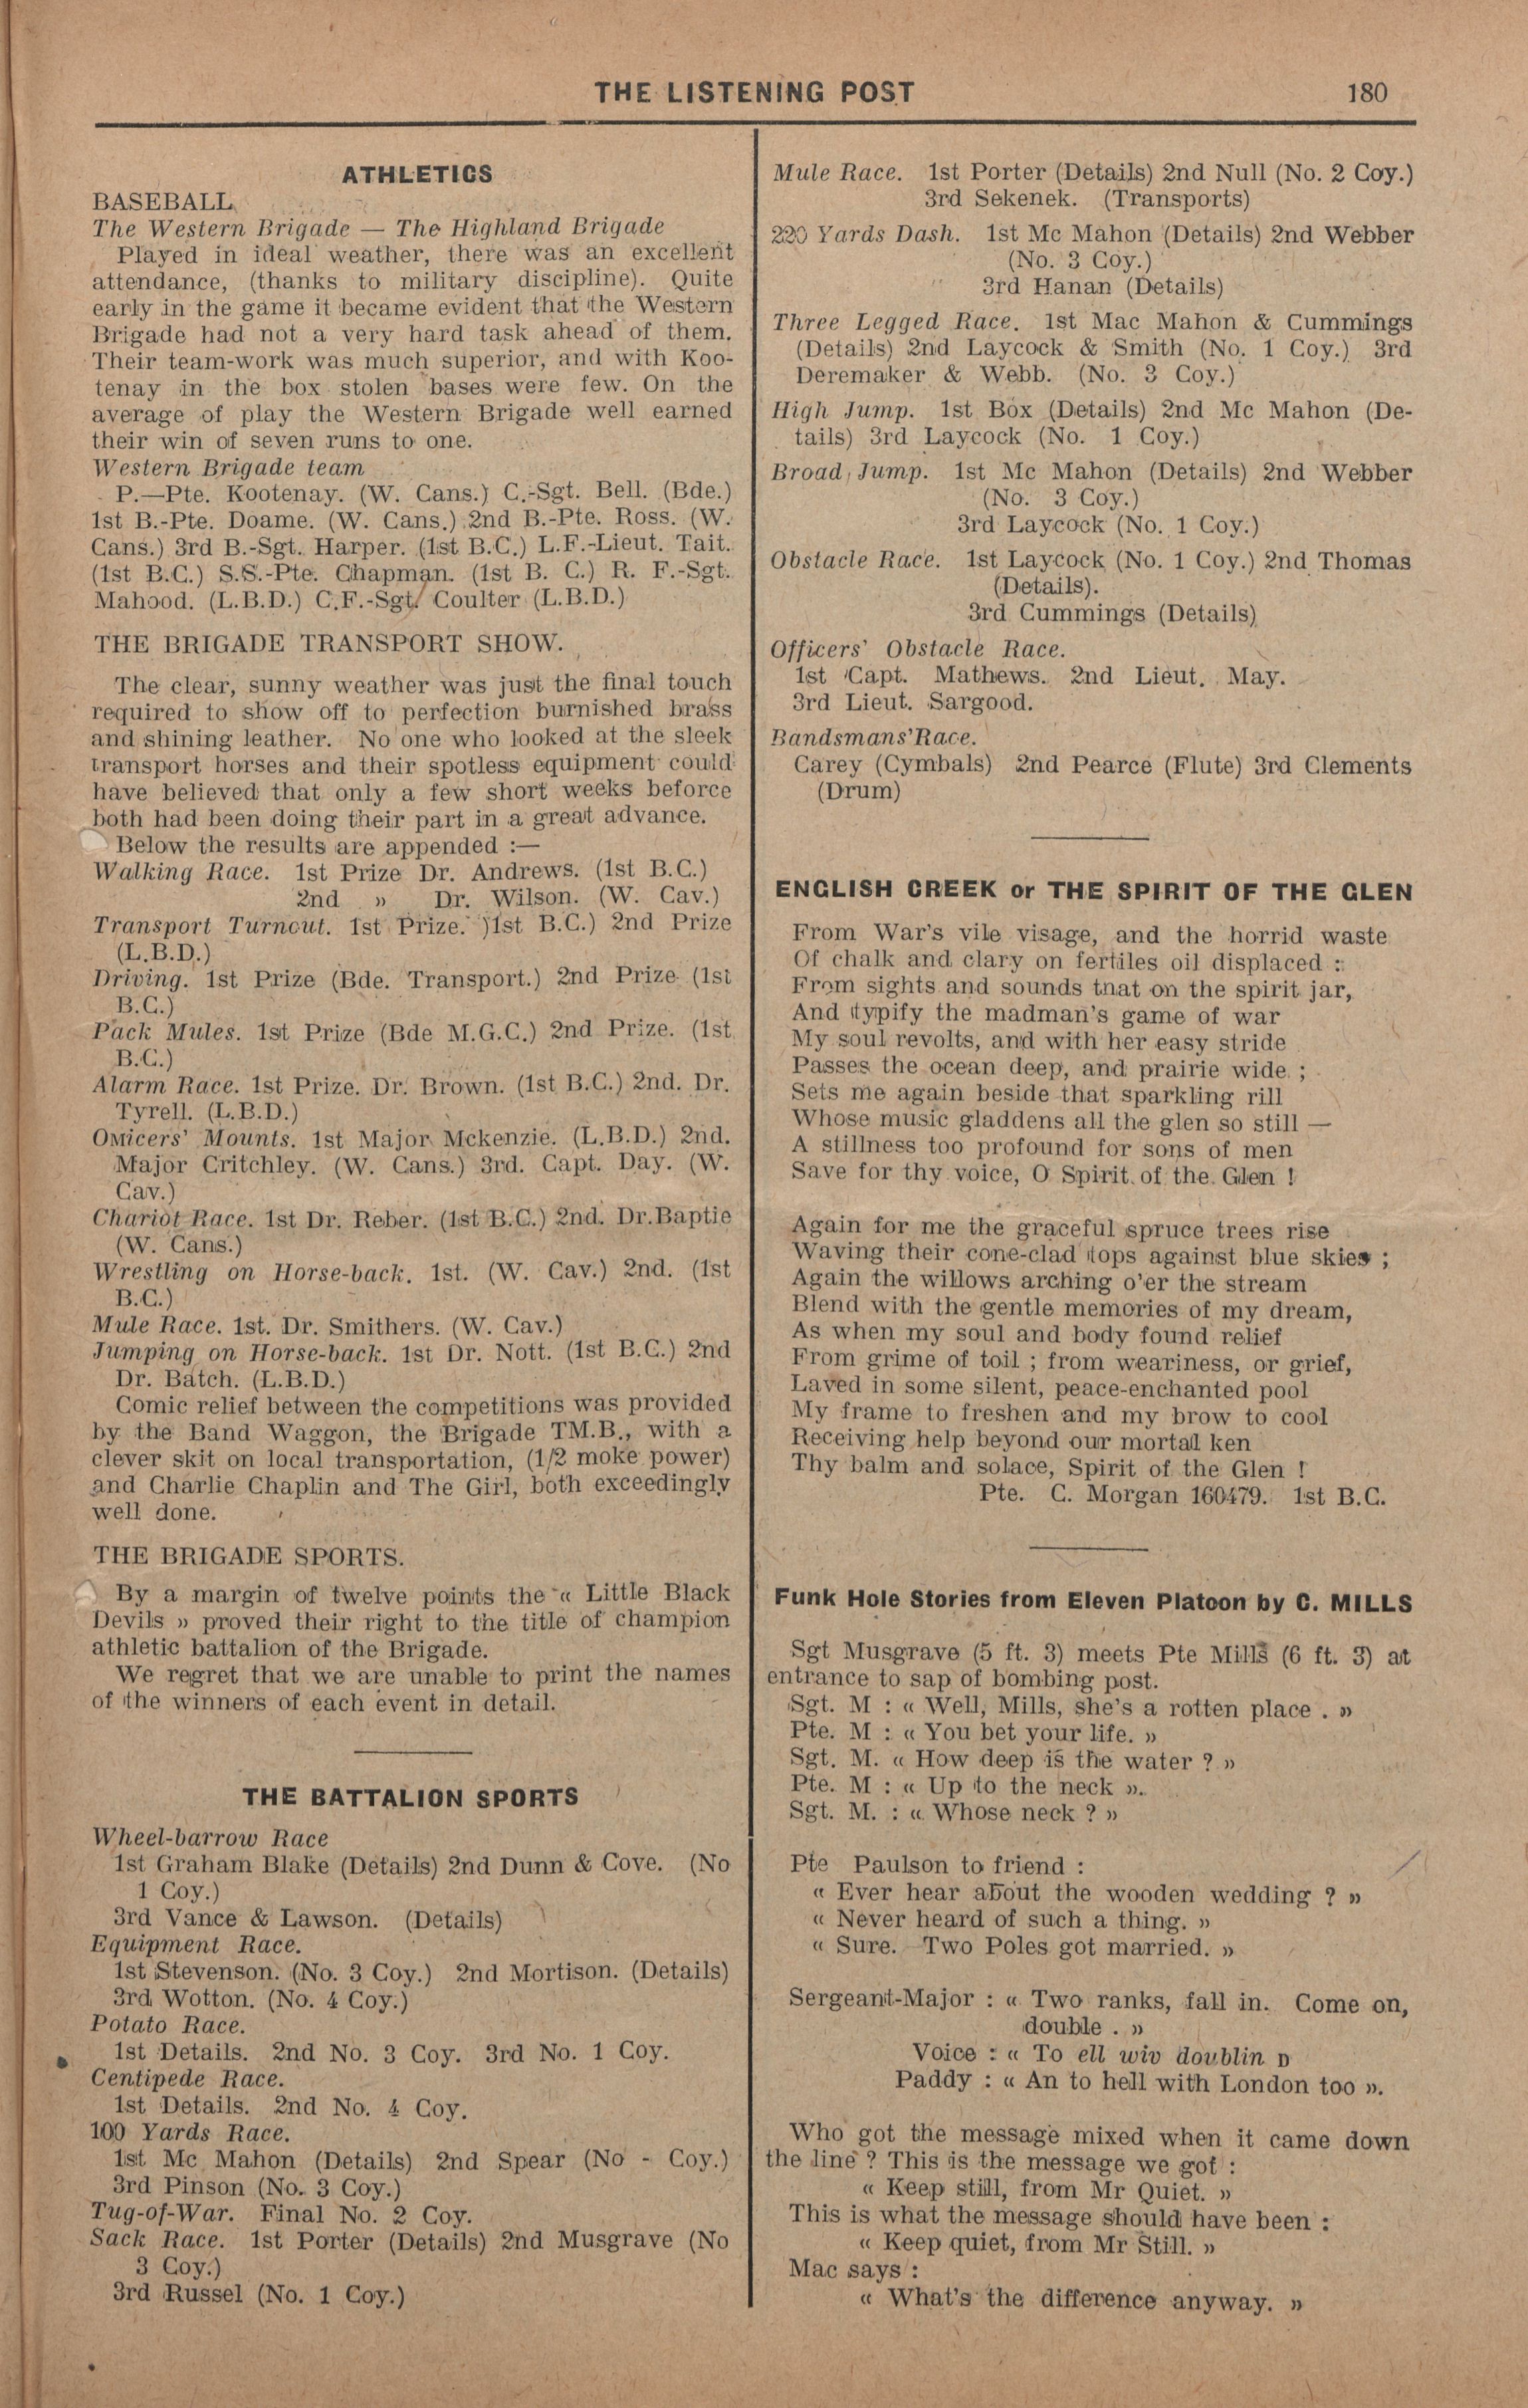 THE LISTENING POST
180
ATHLETICS
BASEBALL
The Western Brigade — The Highland Brigade
Played in ideal weather, there was an excellent
attendance, (thanks to military discipline). Quite
early in the game it became evident that the Western
Brigade had not a very hard task ahead of them.
Their team-work was much superior, and with Koo-
tenay in the box stolen bases were few. On the
average of play the Western Brigade well earned
their win of seven runs to one.
Western Brigade team
P.—Pte. Kootenay. (W. Cans.) C.-Sgt. Bell. (Bde.)
1st B.-Pte. Doame. (W. Cans.) 2nd B.-Pte. Ross. (W.
Cans.) 3rd B.-Sgt. Harper. (1st B.C.) L.F.-Lieut. Tait.
(1st B.C.) S.S.-Pte. Chapman. (1st B. C.) R. F.-Sgt.
Mahood. (L.B.D.) C.F.-Sgt. Coulter (L.B.D.)
THE BRIGADE TRANSPORT SHOW.
The clear, sunny weather was just the final touch
required to show off to perfection burnished brass
and shining leather. No one who looked at the sleek
transport horses and their spotless equipment could
have believed that only a few short weeks beforce
both had been doing their part in a great advance.
Below the results are appended :—
Walking Race. 1st Prize Dr. Andrews. (1st B.C.)
2nd » Dr. Wilson. (W. Cav.)
Transport Turnout. 1st Prize. )1st B.C.) 2nd Prize
(L.B.D.)
Driving. 1st Prize (Bde. Transport.) 2nd Prize (1st
B.C.)
Pack Mules. 1st Prize (Bde M.G.C.) 2nd Prize. (1st
B.C.)
Alarm Race. 1st Prize. Dr. Brown. (1st B.C.) 2nd. Dr.
Tyrell. (L.B.D.)
Officers' Mounts. 1st Major Mckenzie. (L.B.D.) 2nd.
Major Critchley. (W. Cans.) 3rd. Capt. Day. (W.
Cav.)
Chariot Race. 1st Dr. Reber. (1st B.C.) 2nd. Dr.Baptie
(W. Cans.)
Wrestling on Horse-back. 1st. (W. Cav.) 2nd. (1st
B.C.)
Mule Race. 1st. Dr. Smithers. (W. Cav.)
Jumping on Horse-back. 1st Dr. Nott. (1st B.C.) 2nd
Dr. Batch. (L.B.D.)
Comic relief between the competitions was provided
by the Band Waggon, the Brigade TM.B., with a
clever skit on local transportation, (1/2 moke power)
and Charlie Chaplin and The Girl, both exceedingly
well done.
THE BRIGADE SPORTS.
By a margin of twelve points the « Little Black
Devils » proved their right to the title of champion
athletic battalion of the Brigade.
We regret that we are unable to print the names
of the winners of each event in detail.
THE BATTALION SPORTS
Wheel-barrow Race
1st Graham Blake (Details) 2nd Dunn & Cove. (No
1 Coy.)
3rd Vance & Lawson. (Details)
Equipment Race.
1st Stevenson. (No. 3 Coy.) 2nd Mortison. (Details)
3rd Wotton. (No. 4 Coy.)
Potato Race.
1st Details. 2nd No. 3 Coy. 3rd No. 1 Coy.
Centipede Race.
1st Details. 2nd No. 4 Coy.
100 Yards Race.
1st Mc Mahon (Details) 2nd Spear (No - Coy.)
3rd Pinson (No. 3 Coy.)
Tug-of-War. Final No. 2 Coy.
Sack Race. 1st Porter (Details) 2nd Musgrave (No
3 Coy.)
3rd Russel (No. 1 Coy.)
Mule Race. 1st Porter (Details) 2nd Null (No. 2 Coy.)
3rd Sekenek. (Transports)
220 Yards Dash. 1st Mc Mahon (Details) 2nd Webber
(No. 3 Coy.)
3rd Hanan (Details)
Three Legged Race. 1st Mac Mahon & Cummings
(Details) 2nd Laycock & Smith (No. 1 Coy.) 3rd
Deremaker & Webb. (No. 3 Coy.)
High Jump. 1st Box (Details) 2nd Mc Mahon (De-
tails) 3rd Laycock (No. 1 Coy.)
Broad Jump. 1st Mc Mahon (Details) 2nd Webber
(No. 3 Coy.)
3rd Laycock (No. 1 Coy.)
Obstacle Race. 1st Laycock (No. 1 Coy.) 2nd Thomas
(Details).
3rd Cummings (Details)
Officers' Obstacle Race.
1st Capt. Mathews. 2nd Lieut. May.
3rd Lieut. Sargood.
Bandsmans'Race.
Carey (Cymbals) 2nd Pearce (Flute) 3rd Clements
(Drum)
ENGLISH CREEK or THE SPIRIT OF THE GLEN
From War's vile visage, and the horrid waste
Of chalk and clary on fertiles oil displaced :
From sights and sounds tnat on the spirit jar,
And typify the madman's game of war
My soul revolts, and with her easy stride
Passes the ocean deep, and prairie wide ;
Sets me again beside that sparkling rill
Whose music gladdens all the glen so still —
A stillness too profound for sons of men
Save for thy voice, O Spirit of the Glen !
Again for me the graceful spruce trees rise
Waving their cone-clad tops against blue skies ;
Again the willows arching o'er the stream
Blend with the gentle memories of my dream,
As when my soul and body found relief
From grime of toil ; from weariness, or grief,
Laved in some silent, peace-enchanted pool
My frame to freshen and my brow to cool
Receiving help beyond our mortal ken
Thy balm and solace, Spirit of the Glen !
Pte. C. Morgan 160479. 1st B.C.
Funk Hole Stories from Eleven Platoon by C. MILLS
Sgt Musgrave (5 ft. 3) meets Pte Mills (6 ft. 3) at
entrance to sap of bombing post.
Sgt. M : « Well, Mills, she's a rotten place . »
Pte. M : « You bet your life. »
Sgt. M. « How deep is the water ? »
Pte. M : « Up to the neck ».
Sgt. M. : « Whose neck ? »
Pte Paulson to friend :
« Ever hear about the wooden wedding ? »
« Never heard of such a thing. »
« Sure. Two Poles got married. »
Sergeant-Major : « Two ranks, fall in. Come on,
double . »
Voice : « To ell wiv doublin »
Paddy : « An to hell with London too ».
Who got the message mixed when it came down
the line ? This is the message we got :
« Keep still, from Mr Quiet. »
This is what the message should have been :
« Keep quiet, from Mr Still. »
Mac says :
« What's the difference anyway. »